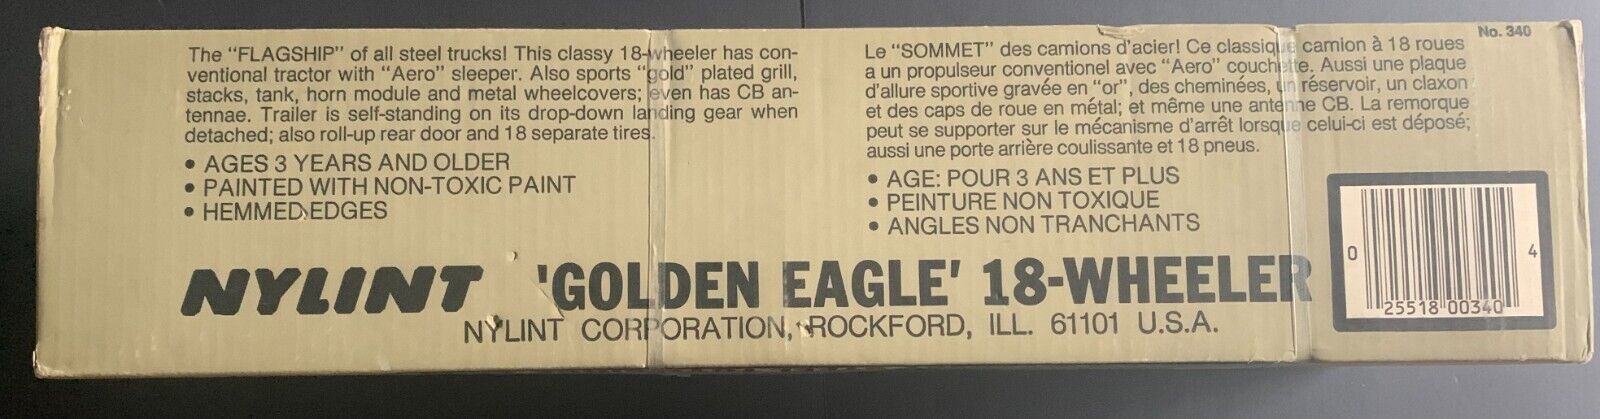 The "FLAGSHIP" of all steel trucks! This classy 18-wheeler has con-
ventional tractor with "Aero" sleeper. Also sports "gold" plated grill,
stacks, tank, horn module and metal wheelcovers; even has CB an-
tennae. Trailer is self-standing on its drop-down landing gear when
detached; also roll-up rear door and 18 separate tires.
• AGES 3 YEARS AND OLDER
• PAINTED WITH NON-TOXIC PAINT
• HEMMED EDGES
No. 340
Le "SOMMET" des camions d'acier! Ce classique camion à 18 roues
a un propulseur conventionel avec "Aero" couchette. Aussi une plaque
d'allure sportive gravée en "or", des cheminées, un réservoir, un claxon
et des caps de roue en métal; et même une antenne CB. La remorque
peut se supporter sur le mécanisme d'arrêt lorsque celui-ci est déposé;
aussi une porte arrière coulissante et 18 pneus.
• AGE: POUR 3 ANS ET PLUS
• PEINTURE NON TOXIQUE
• ANGLES NON TRANCHANTS
NYLINT 'GOLDEN EAGLE' 18-WHEELER
NYLINT CORPORATION, ROCKFORD, ILL. 61101 U.S.A.
0 25518 00340 4